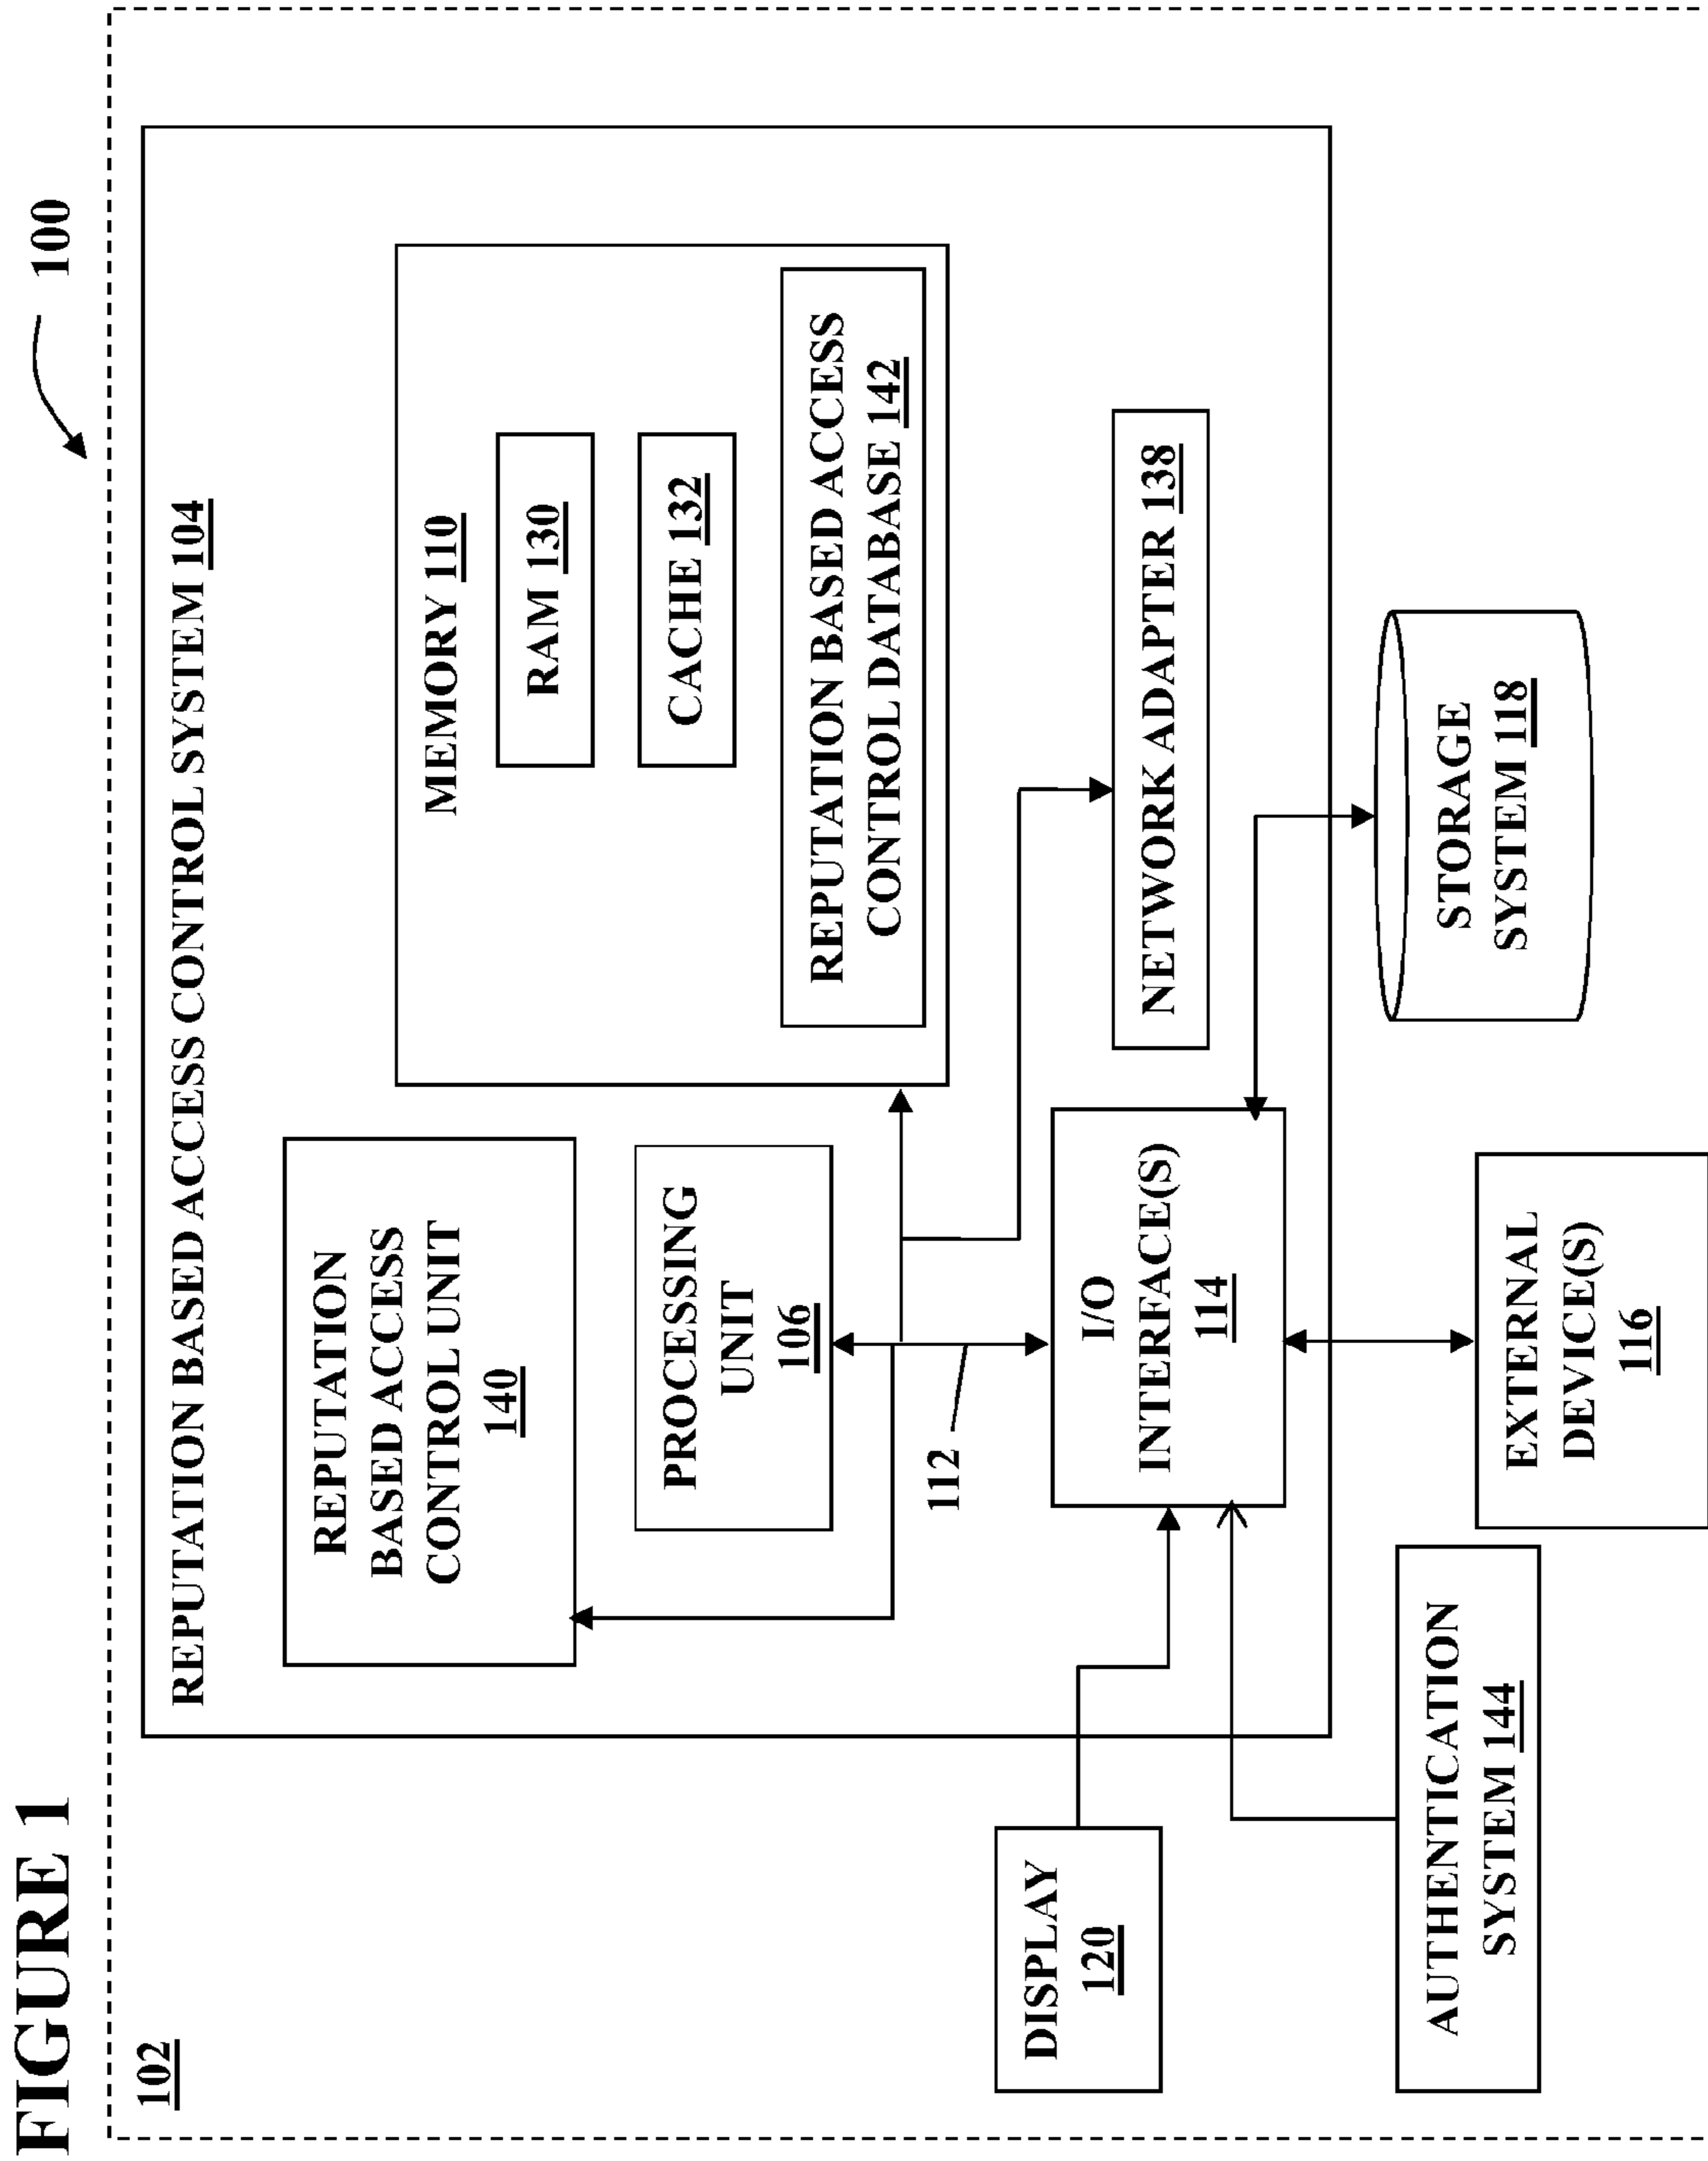 FIGURE 1
100
102
REPUTATION BASED ACCESS CONTROL SYSTEM 104
REPUTATION
BASED ACCESS
CONTROL UNIT
140
MEMORY 110
RAM 130
CACHE 132
REPUTATION BASED ACCESS
CONTROL DATABASE 142
PROCESSING
UNIT
106
112
I/O
INTERFACE(S)
114
NETWORK ADAPTER 138
DISPLAY
120
AUTHENTICATION
SYSTEM 144
EXTERNAL
DEVICE(S)
116
STORAGE
SYSTEM 118